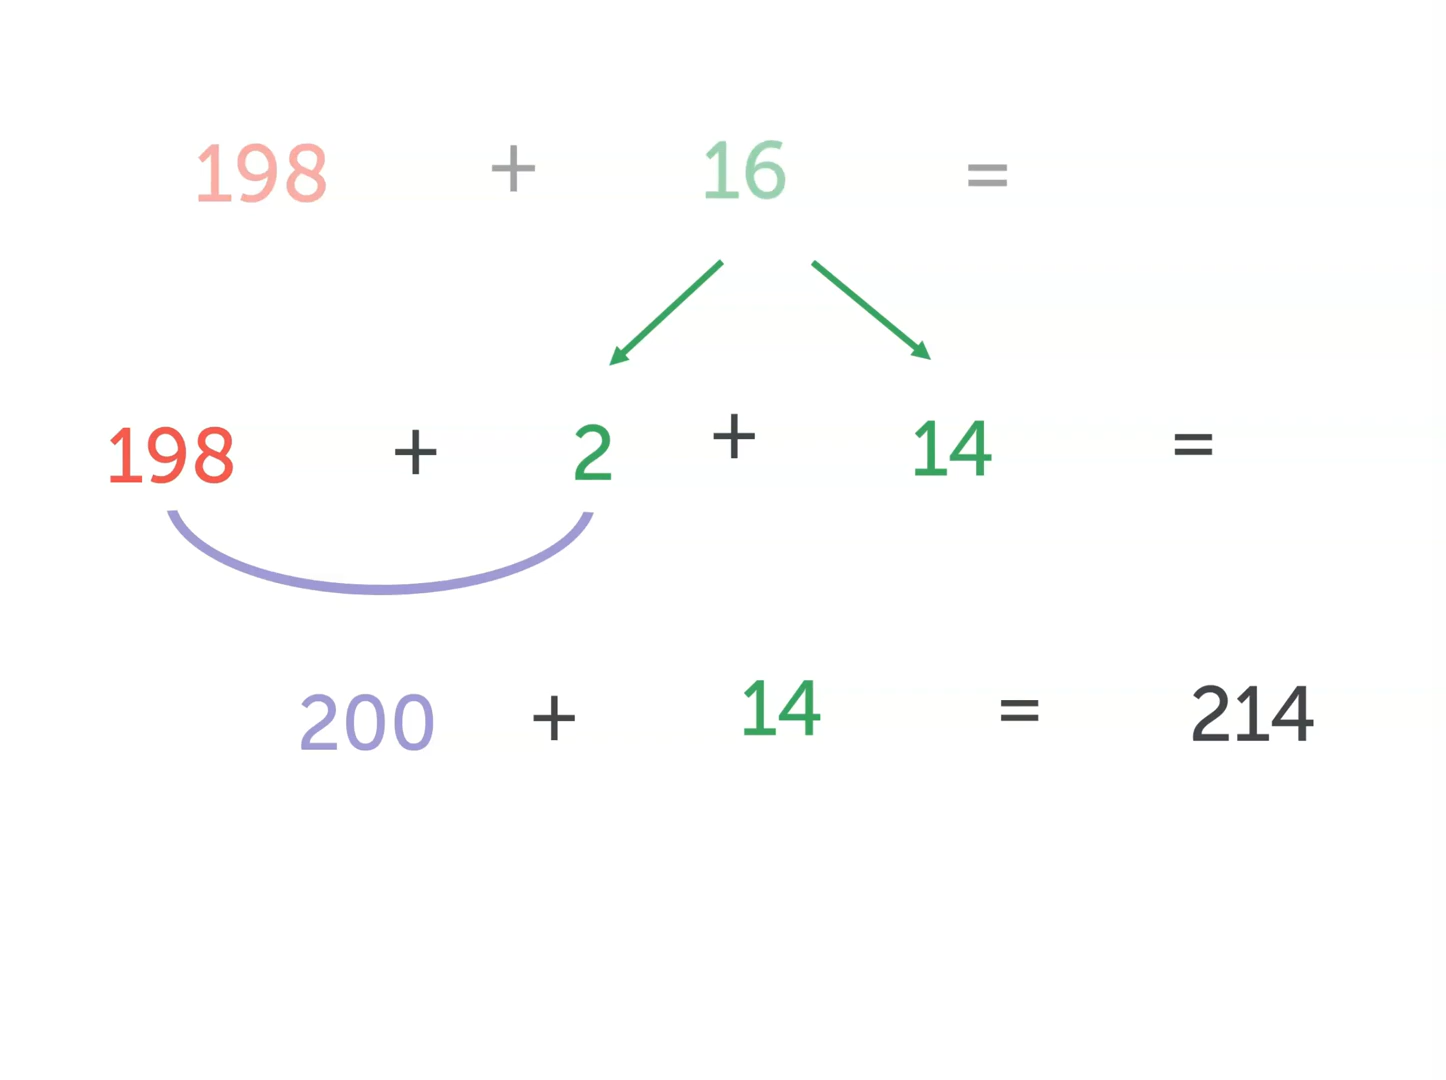 198 + 16 =
198 + 2 + 14 =
200 + 14 = 214